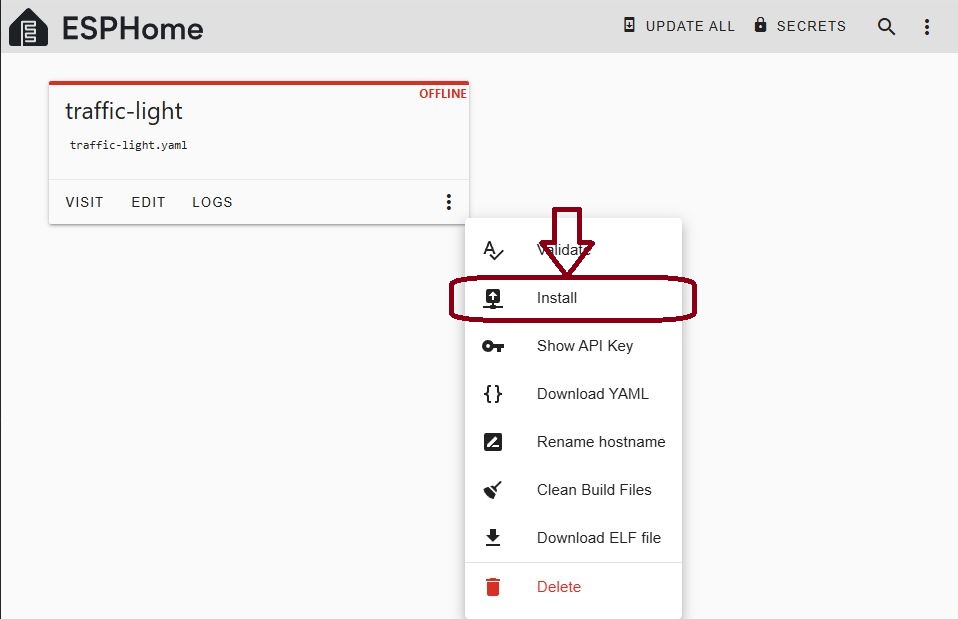 ESPHome
UPDATE ALL
SECRETS
OFFLINE
traffic-light
traffic-light.yaml
VISIT
EDIT
LOGS
Validate
Install
Show API Key
Download YAML
Rename hostname
Clean Build Files
Download ELF file
Delete